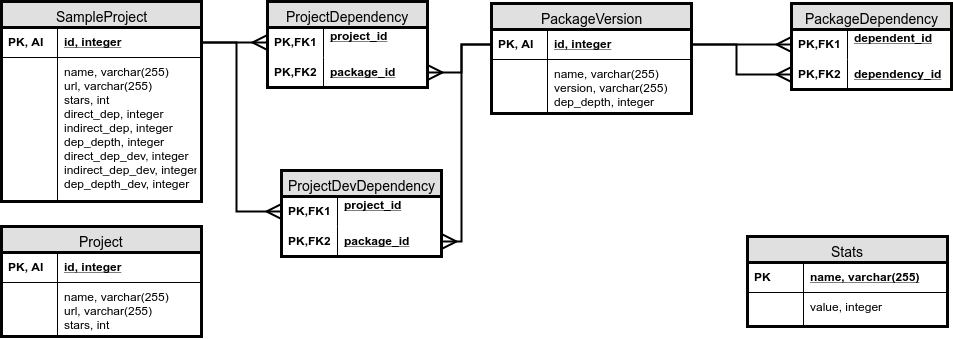 SampleProject
PK, AI id, integer
name, varchar(255)
url, varchar(255)
stars, int
direct_dep, integer
indirect_dep, integer
dep_depth, integer
direct_dep_dev, integer
indirect_dep_dev, integer
dep_depth_dev, integer
ProjectDependency
PK,FK1 project_id
PK,FK2 package_id
PackageVersion
PK, AI id, integer
name, varchar(255)
version, varchar(255)
dep_depth, integer
PackageDependency
PK,FK1 dependent_id
PK,FK2 dependency_id
ProjectDevDependency
PK,FK1 project_id
PK,FK2 package_id
Project
PK, AI id, integer
name, varchar(255)
url, varchar(255)
stars, int
Stats
PK name, varchar(255)
value, integer